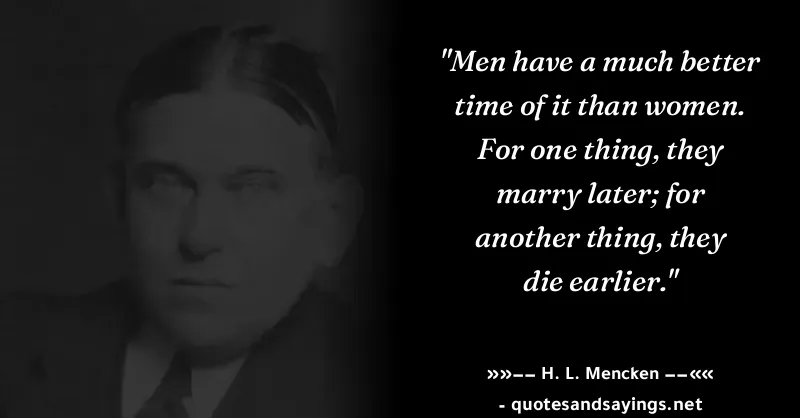 "Men have a much better
time of it than women.
For one thing, they
marry later; for
another thing, they
die earlier."
»»–– H. L. Mencken ––««
- quotesandsayings.net